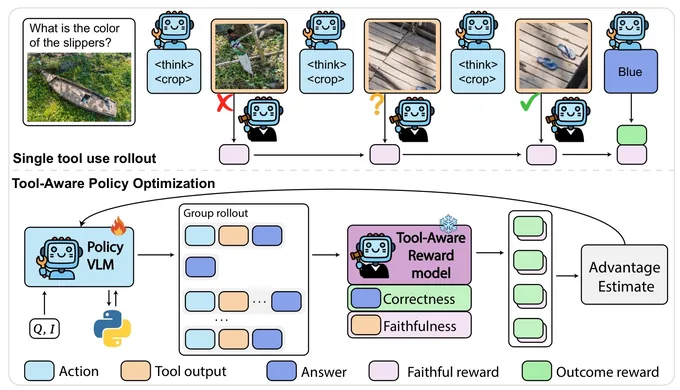 What is the color
of the slippers?
<think>
<crop>
<think>
<crop>
<think>
<crop>
Blue
?
Single tool use rollout
Tool-Aware Policy Optimization
Policy
VLM
Q, I
Group rollout
...
...
Tool-Aware
Reward
model
Correctness
Faithfulness
Advantage
Estimate
Action
Tool output
Answer
Faithful reward
Outcome reward